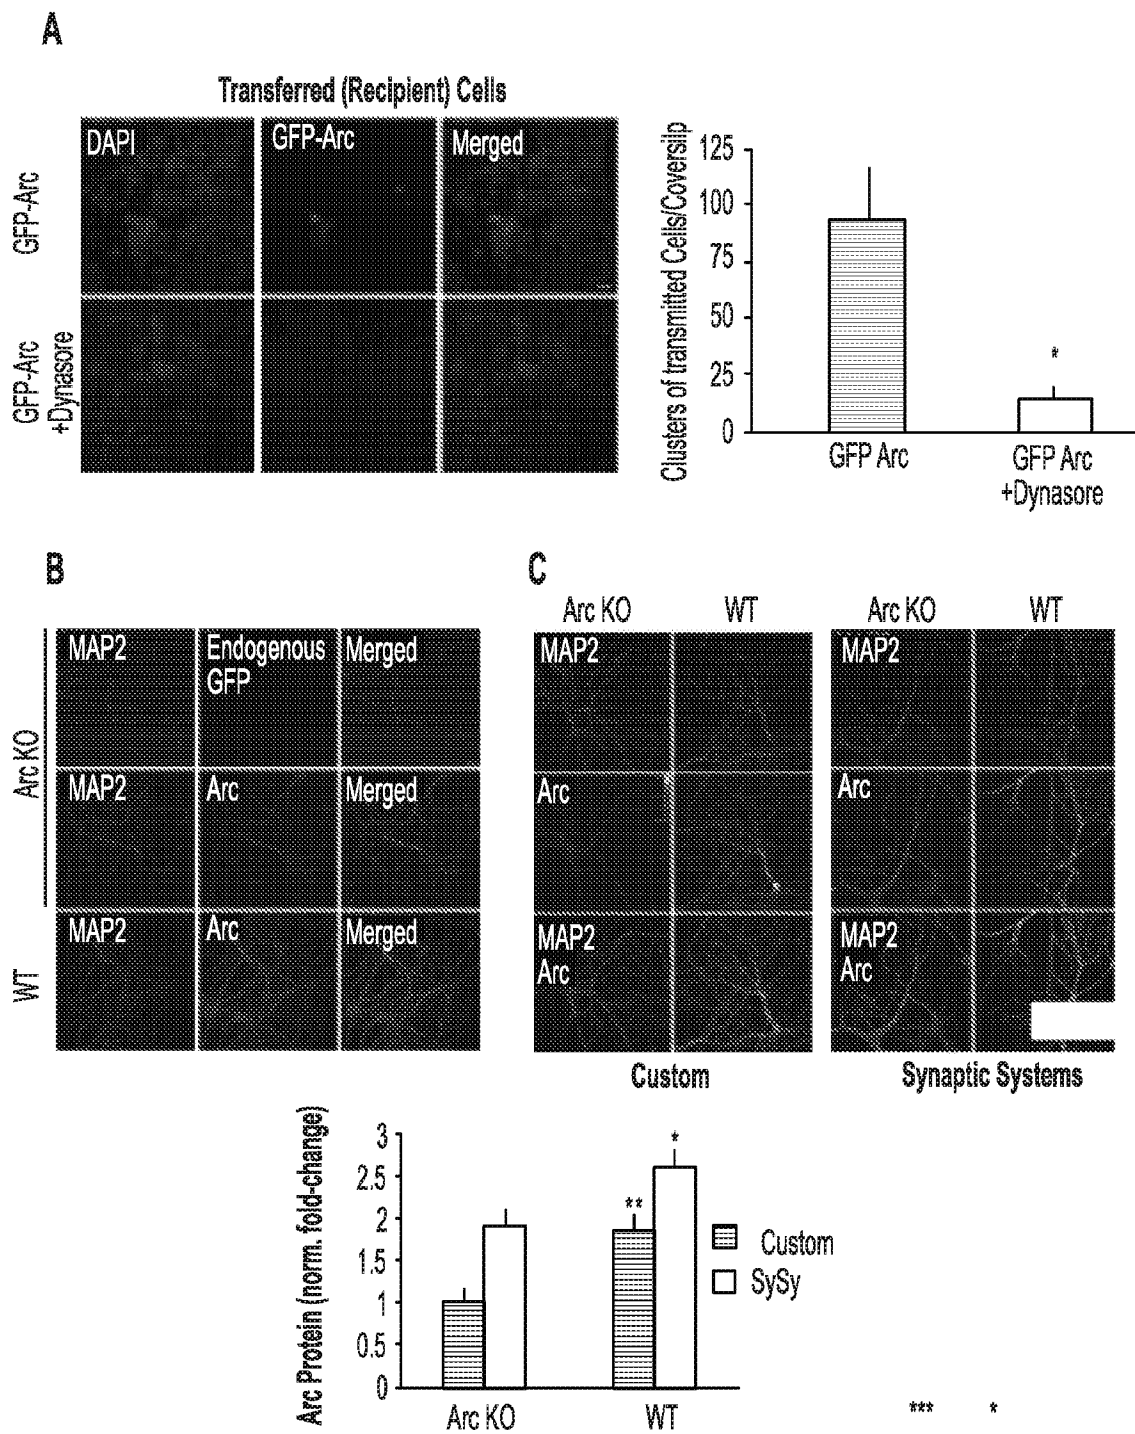 A
Transferred (Recipient) Cells
DAPI
GFP-Arc
Merged
GFP-Arc
GFP-Arc
+Dynasore
Clusters of transmitted Cells/Coverslip
125
100
75
50
25
0
*
GFP Arc
GFP Arc
+Dynasore
B
Arc KO
WT
MAP2
Endogenous
GFP
Merged
MAP2
Arc
Merged
MAP2
Arc
Merged
C
Arc KO
WT
Arc KO
WT
MAP2
MAP2
Arc
Arc
MAP2
Arc
MAP2
Arc
Custom
Synaptic Systems
Arc Protein (norm. fold-change)
3
2.5
2
1.5
1
0.5
0
**
*
Custom
SySy
Arc KO
WT
***
*